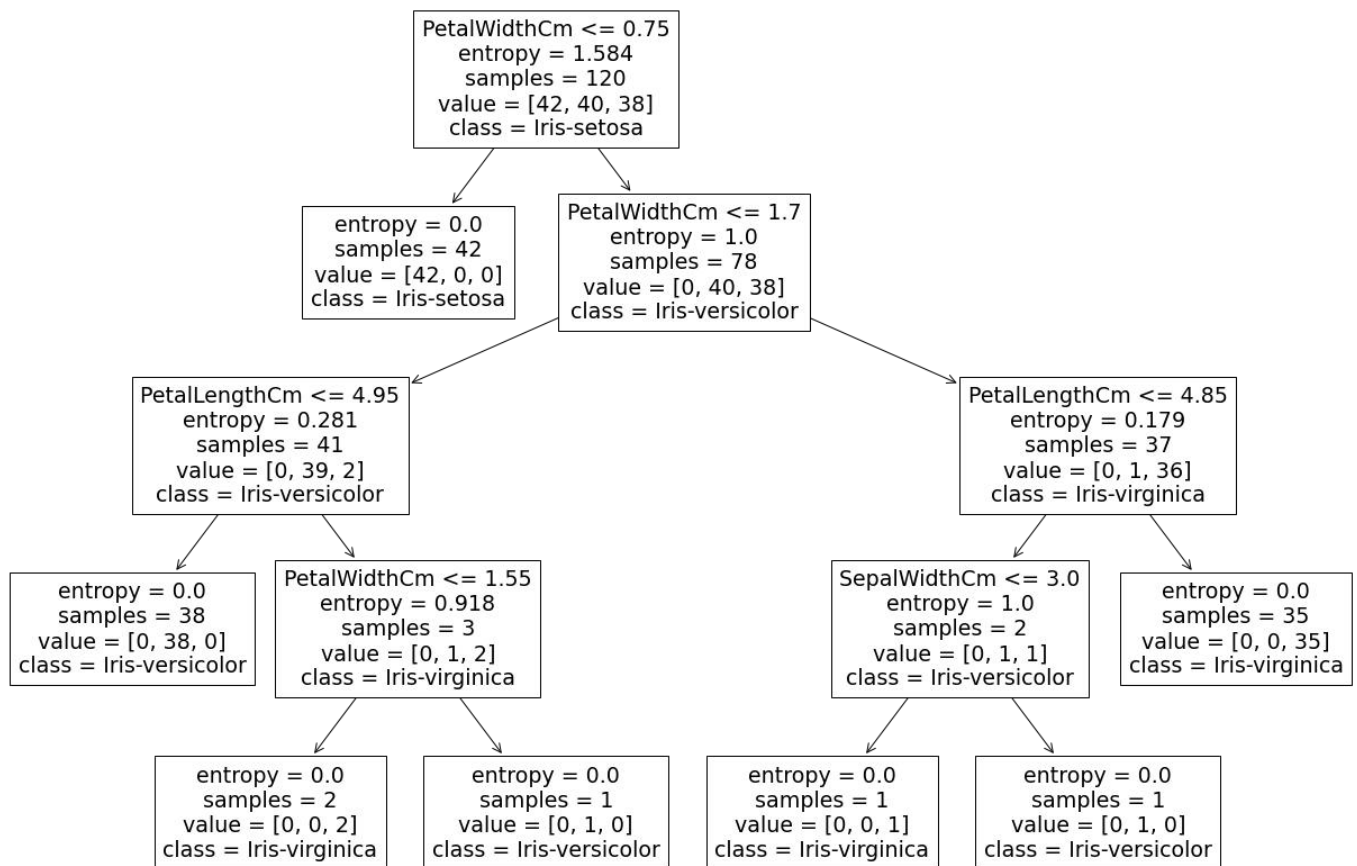 PetalWidthCm <= 0.75
entropy = 1.584
samples = 120
value = [42, 40, 38]
class = Iris-setosa
entropy = 0.0
samples = 42
value = [42, 0, 0]
class = Iris-setosa
PetalWidthCm <= 1.7
entropy = 1.0
samples = 78
value = [0, 40, 38]
class = Iris-versicolor
PetalLengthCm <= 4.95
entropy = 0.281
samples = 41
value = [0, 39, 2]
class = Iris-versicolor
PetalLengthCm <= 4.85
entropy = 0.179
samples = 37
value = [0, 1, 36]
class = Iris-virginica
entropy = 0.0
samples = 38
value = [0, 38, 0]
class = Iris-versicolor
PetalWidthCm <= 1.55
entropy = 0.918
samples = 3
value = [0, 1, 2]
class = Iris-virginica
SepalWidthCm <= 3.0
entropy = 1.0
samples = 2
value = [0, 1, 1]
class = Iris-versicolor
entropy = 0.0
samples = 35
value = [0, 0, 35]
class = Iris-virginica
entropy = 0.0
samples = 2
value = [0, 0, 2]
class = Iris-virginica
entropy = 0.0
samples = 1
value = [0, 1, 0]
class = Iris-versicolor
entropy = 0.0
samples = 1
value = [0, 0, 1]
class = Iris-virginica
entropy = 0.0
samples = 1
value = [0, 1, 0]
class = Iris-versicolor